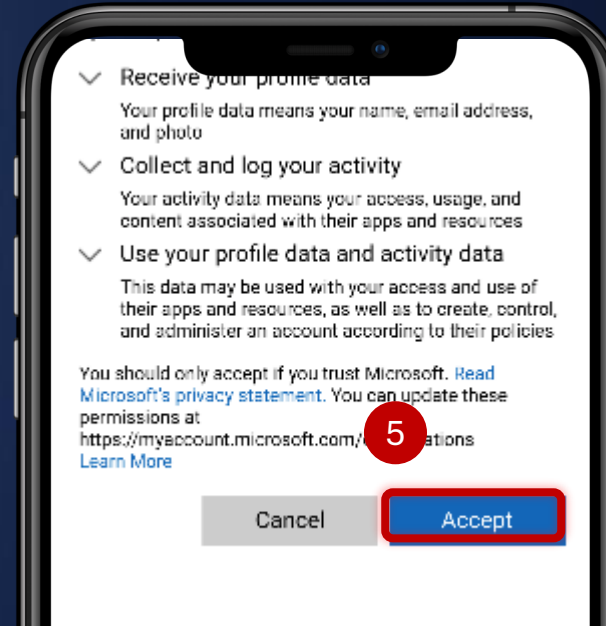 Receive your profile data
Your profile data means your name, email address,
and photo
Collect and log your activity
Your activity data means your access, usage, and
content associated with their apps and resources
Use your profile data and activity data
This data may be used with your access and use of
their apps and resources, as well as to create, control,
and administer an account according to their policies
You should only accept if you trust Microsoft. Read
Microsoft's privacy statement. You can update these
permissions at
https://myaccount.microsoft.com/ ations
5
Learn More
Cancel
Accept